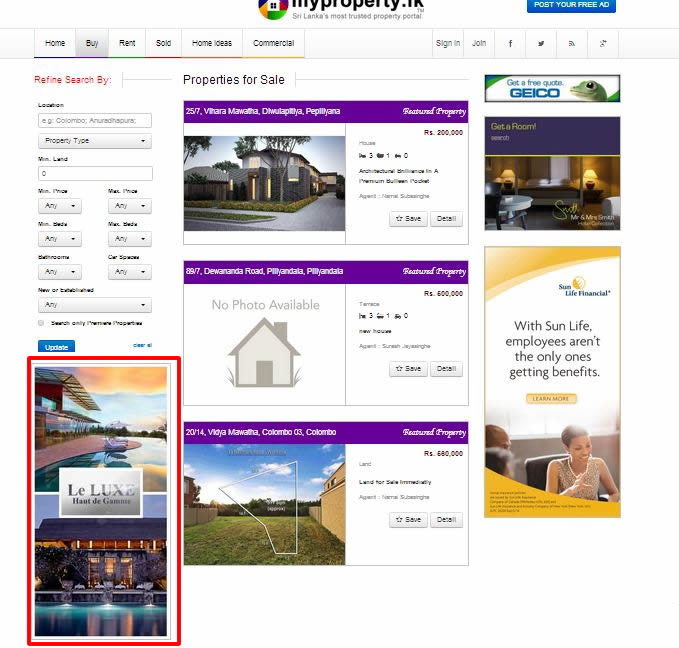 myproperty.lk
TM
Sri Lanka's most trusted property portal
POST YOUR FREE AD
Home
Buy
Rent
Sold
Home Ideas
Commercial
Sign In
Join
Refine Search By:
Location
e.g: Colombo; Anuradhapura;
Property Type
Min. Land
0
Min. Price
Max. Price
Any
Any
Min. Beds
Max. Beds
Any
Any
Bathrooms
Car Spaces
Any
Any
New or Established
Any
Search only Premiere Properties
Update
clear all
Le LUXE
Haut de Gamme
Properties for Sale
25/7, Vihara Mawatha, Diwulapitiya, Pepiliyana
Featured Property
Rs. 200,000
House
3 1 0
Architectural Brilliance In A
Premium Bulleen Pocket
Agent : Namal Subasinghe
Save
Detail
89/7, Dewananda Road, Piliyandala, Piliyandala
Featured Property
No Photo Available
Rs. 500,000
Terrace
3 1 0
new house
Agent : Suresh Jayasinghe
Save
Detail
20/14, Vidya Mawatha, Colombo 03, Colombo
Featured Property
(approx)
Rs. 560,000
Land
Land for Sale Immediatly
Agent : Namal Subasinghe
Save
Detail
Get a free quote.
GEICO
Get a Room!
search
Smith
Mr & Mrs Smith
Hotel Collection
Sun
Life Financial
With Sun Life,
employees aren't
the only ones
getting benefits.
LEARN MORE